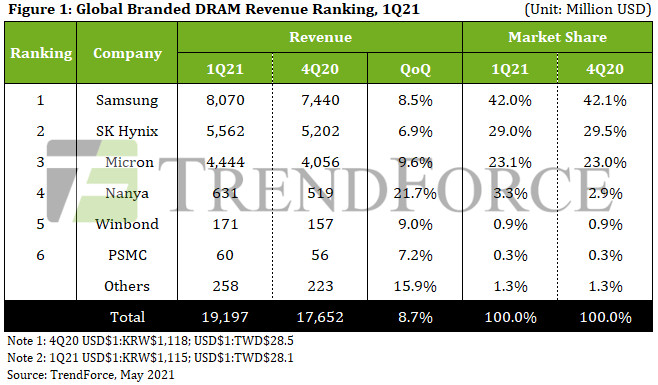 Figure 1: Global Branded DRAM Revenue Ranking, 1Q21 (Unit: Million USD)
Ranking Company Revenue Market Share
1Q21 4Q20 QoQ 1Q21 4Q20
1 Samsung 8,070 7,440 8.5% 42.0% 42.1%
2 SK Hynix 5,562 5,202 6.9% 29.0% 29.5%
3 Micron 4,444 4,056 9.6% 23.1% 23.0%
TRENDFORCE
4 Nanya 631 519 21.7% 3.3% 2.9%
5 Winbond 171 157 9.0% 0.9% 0.9%
6 PSMC 60 56 7.2% 0.3% 0.3%
Others 258 223 15.9% 1.3% 1.3%
Total 19,197 17,652 8.7% 100.0% 100.0%
Note 1: 4Q20 USD$1:KRW$1,118; USD$1:TWD$28.5
Note 2: 1Q21 USD$1:KRW$1,115; USD$1:TWD$28.1
Source: TrendForce, May 2021